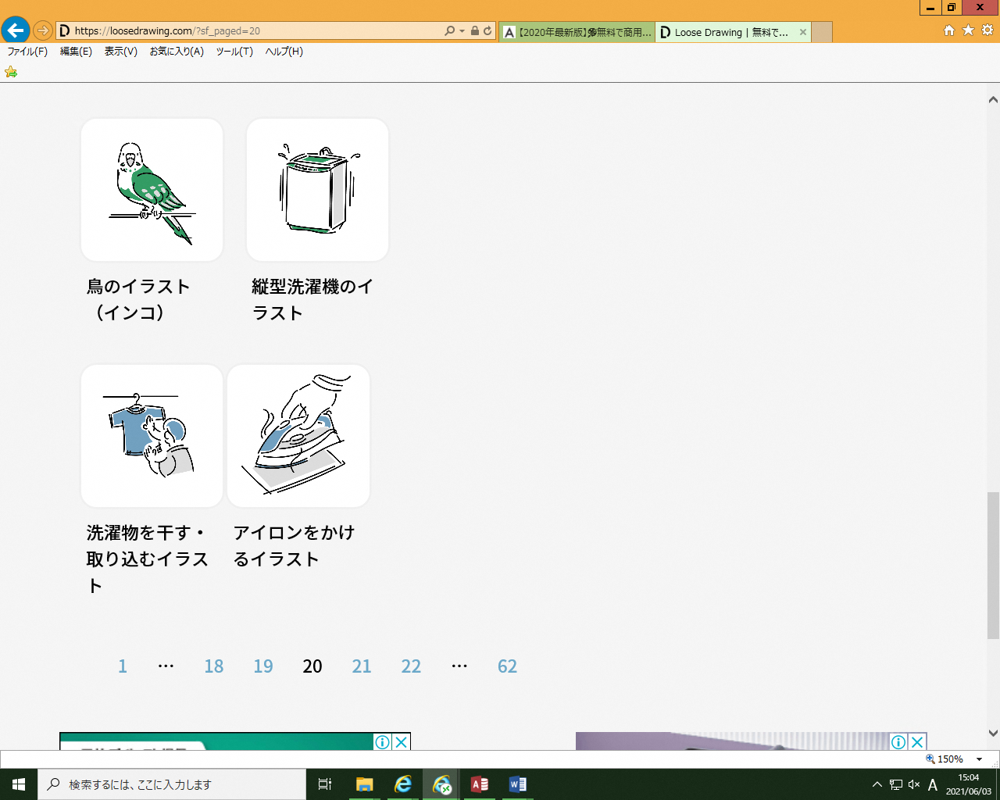 https://loosedrawing.com/?sf_paged=20
【2020年最新版】
無料で商用...
Loose Drawing | 無料で...
ファイル(F) 編集(E) 表示(V) お気に入り(A) ツール(T) ヘルプ(H)
鳥のイラスト
（インコ）
縦型洗濯機のイ
ラスト
洗濯物を干す・
取り込むイラス
ト
アイロンをかけ
るイラスト
1 … 18 19 20 21 22 … 62
150%
検索するには、ここに入力します
A
15:04
2021/06/03